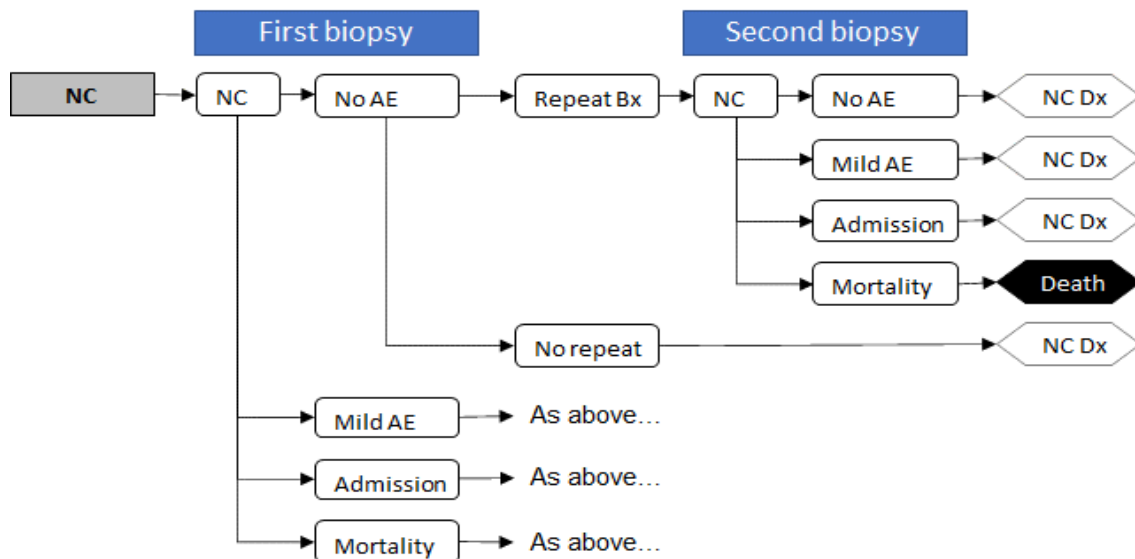 First biopsy
Second biopsy
NC
NC
No AE
Repeat Bx
NC
No AE
NC Dx
Mild AE
NC Dx
Admission
NC Dx
Mortality
Death
No repeat
NC Dx
Mild AE
As above...
Admission
As above...
Mortality
As above...